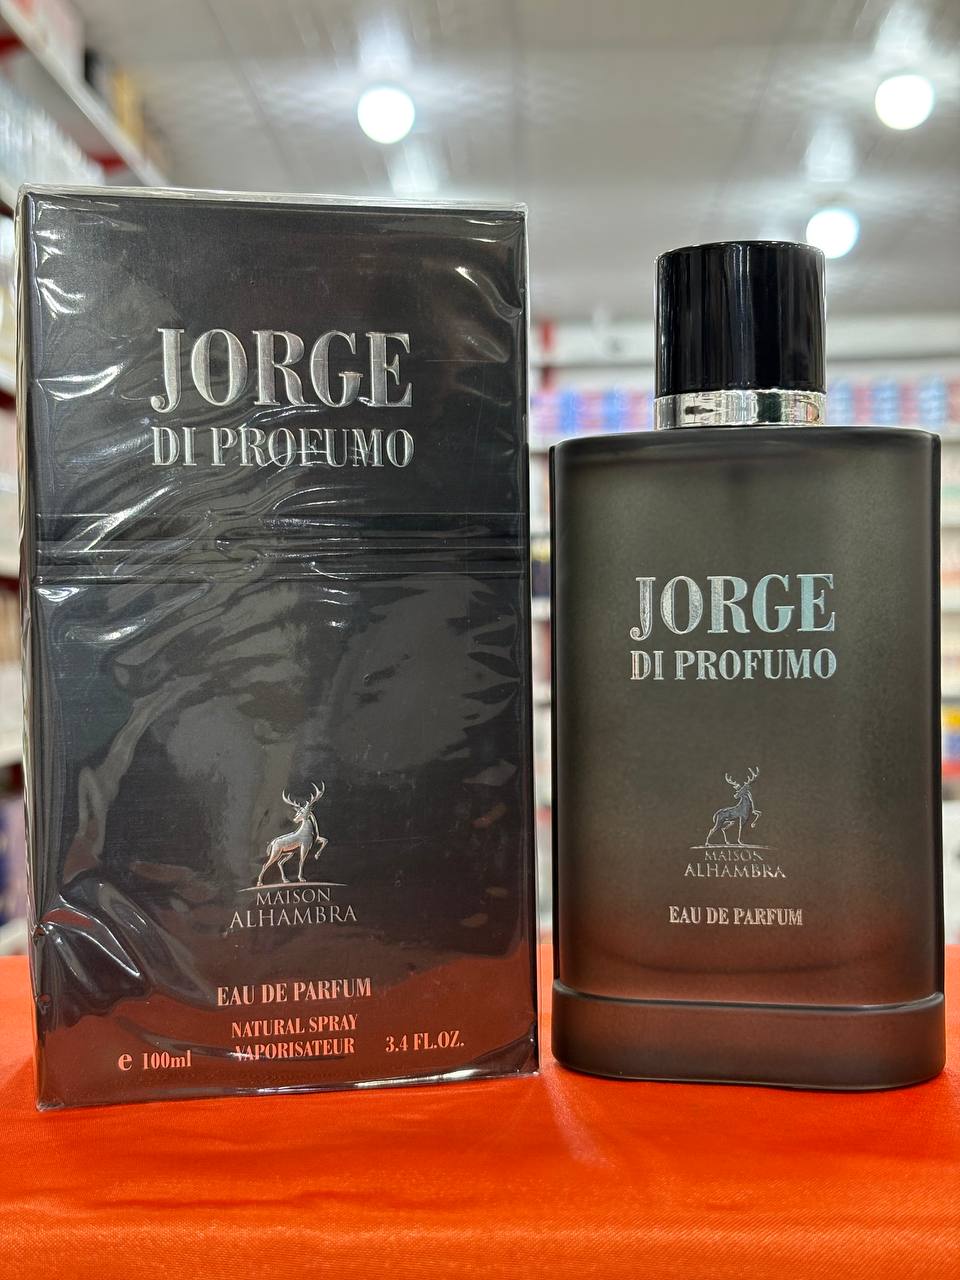 JORGE
DI PROFUMO
MAISON
ALHAMBRA
EAU DE PARFUM
NATURAL SPRAY
VAPORISATEUR
e 100ml
3.4 FL.OZ.
JORGE
DI PROFUMO
MAISON
ALHAMBRA
EAU DE PARFUM